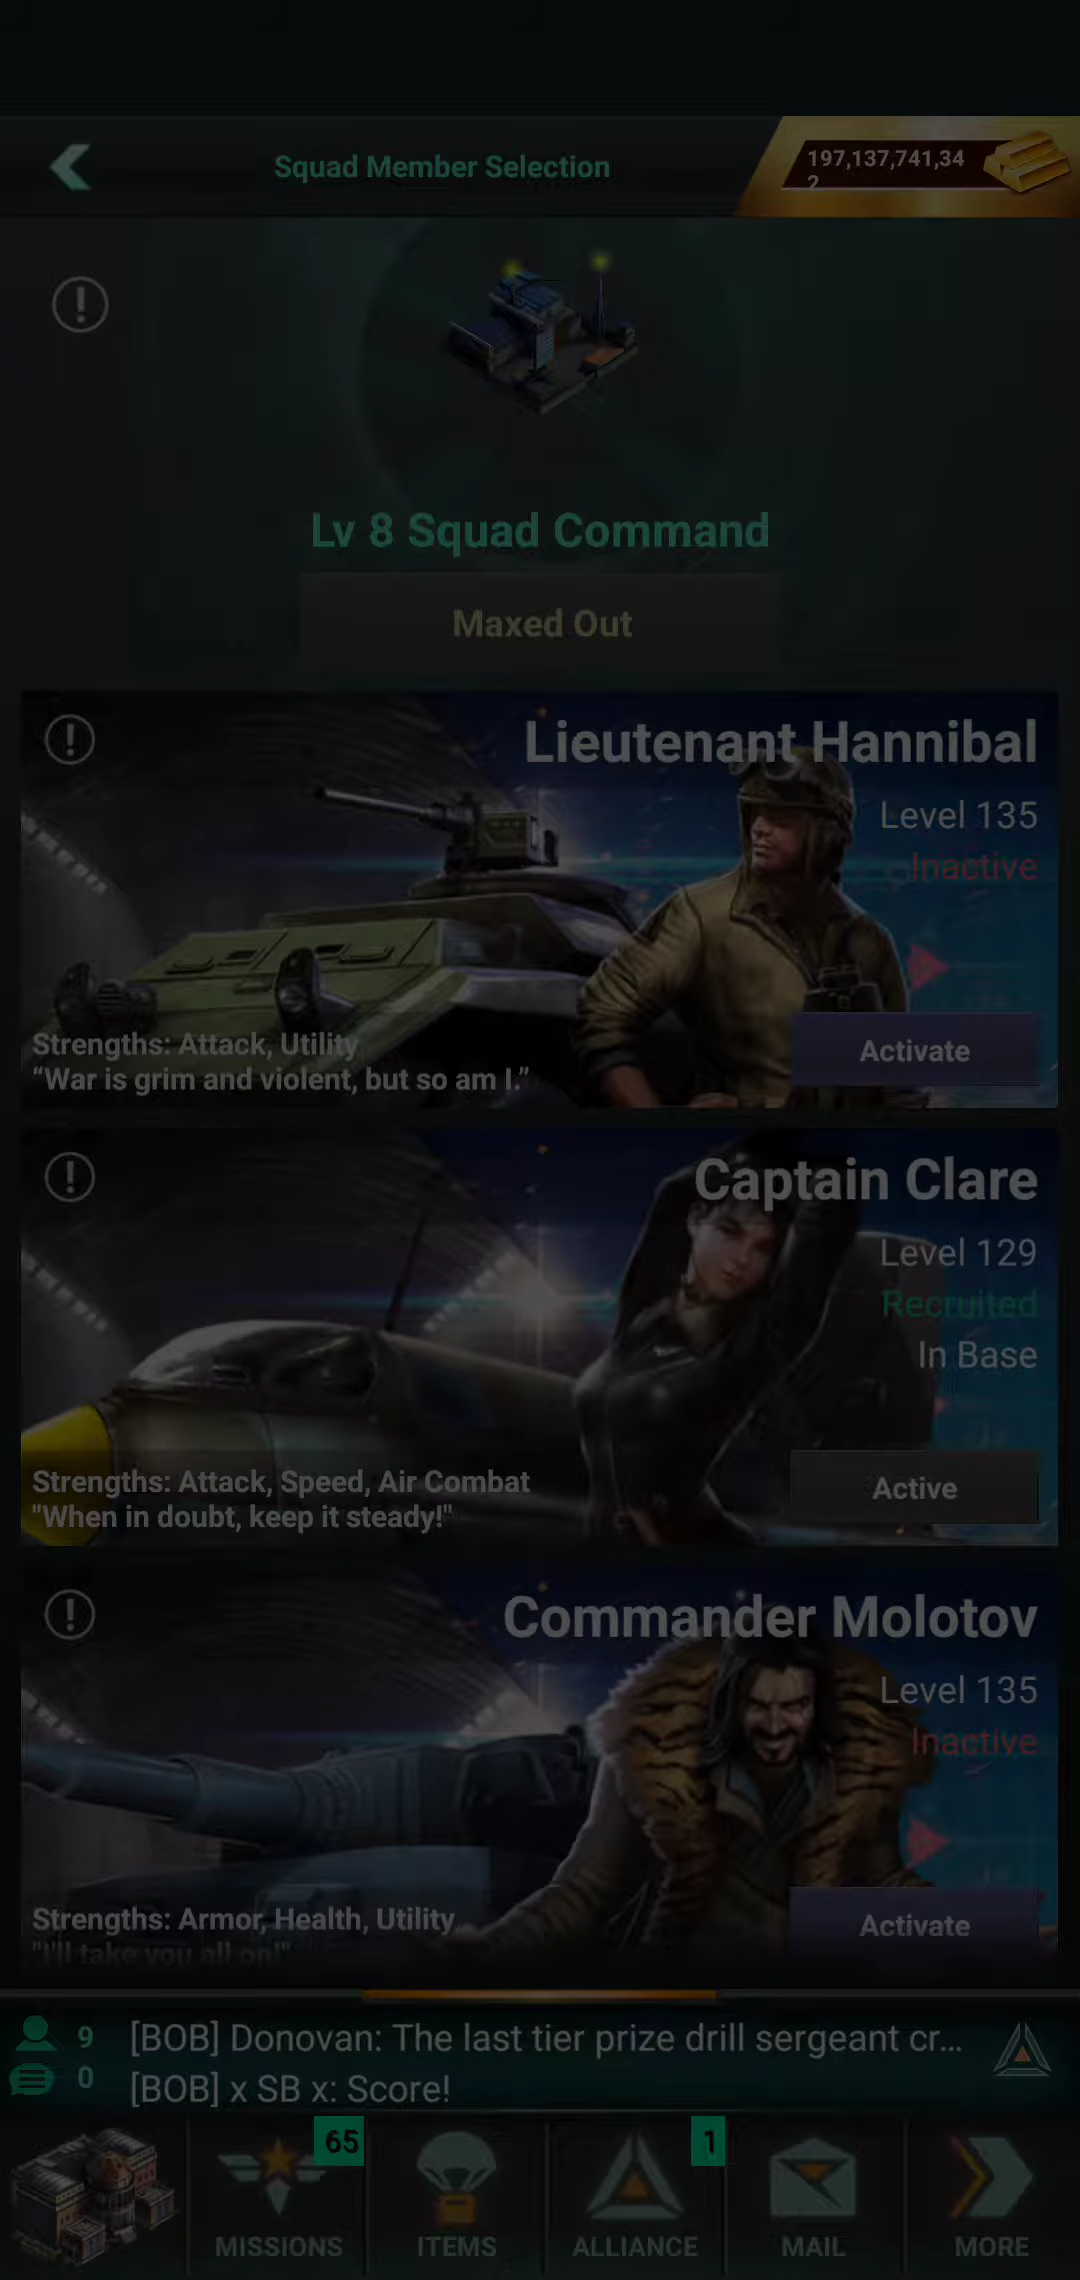 Squad Member Selection
197,137,741,34
2
Lv 8 Squad Command
Maxed Out
Lieutenant Hannibal
Level 135
Inactive
Strengths: Attack, Utility
“War is grim and violent, but so am I.”
Activate
Captain Clare
Level 129
Recruited
In Base
Strengths: Attack, Speed, Air Combat
"When in doubt, keep it steady!"
Active
Commander Molotov
Level 135
Inactive
Strengths: Armor, Health, Utility
"I'll take you all on!"
Activate
9 [BOB] Donovan: The last tier prize drill sergeant cr...
0 [BOB] x SB x: Score!
65
1
MISSIONS
ITEMS
ALLIANCE
MAIL
MORE